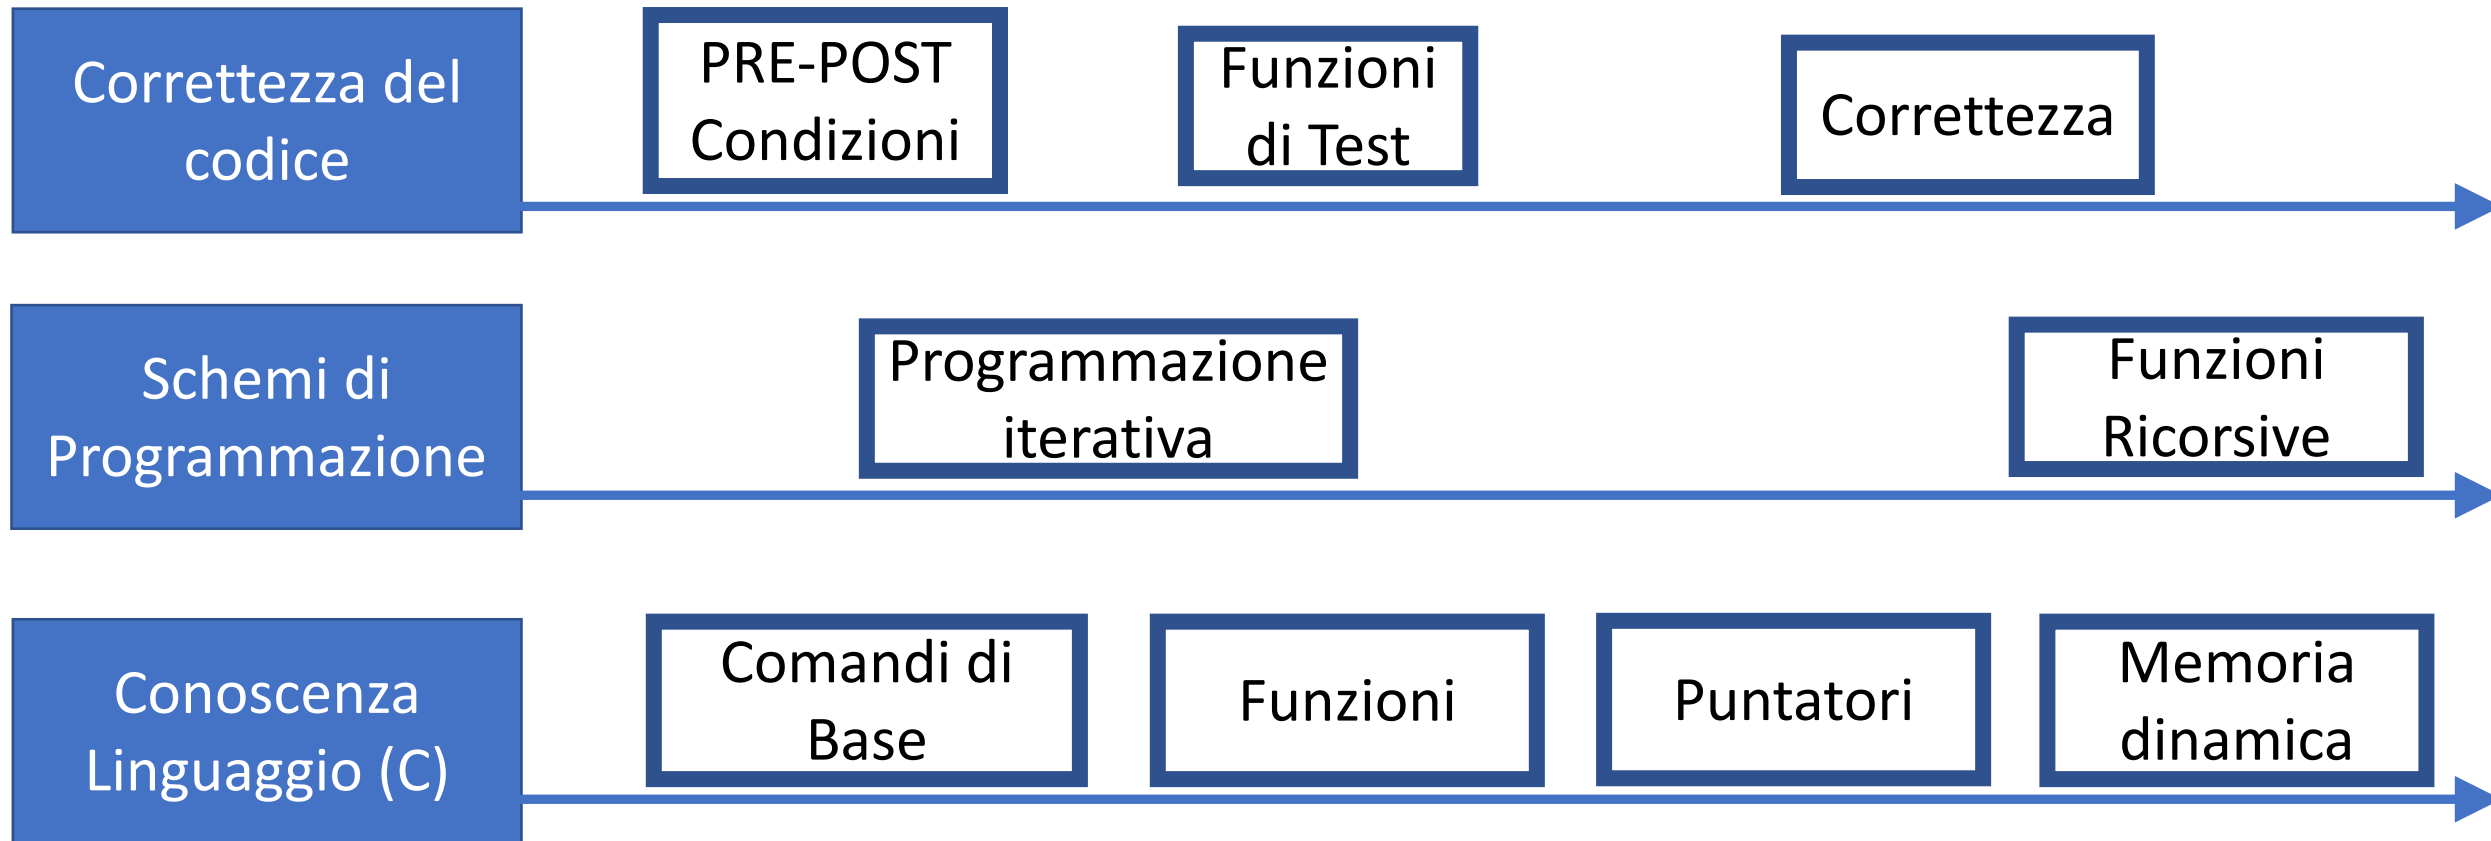 Correttezza del
codice
PRE-POST
Condizioni
Funzioni
di Test
Correttezza
Schemi di
Programmazione
Programmazione
iterativa
Funzioni
Ricorsive
Conoscenza
Linguaggio (C)
Comandi di
Base
Funzioni
Puntatori
Memoria
dinamica